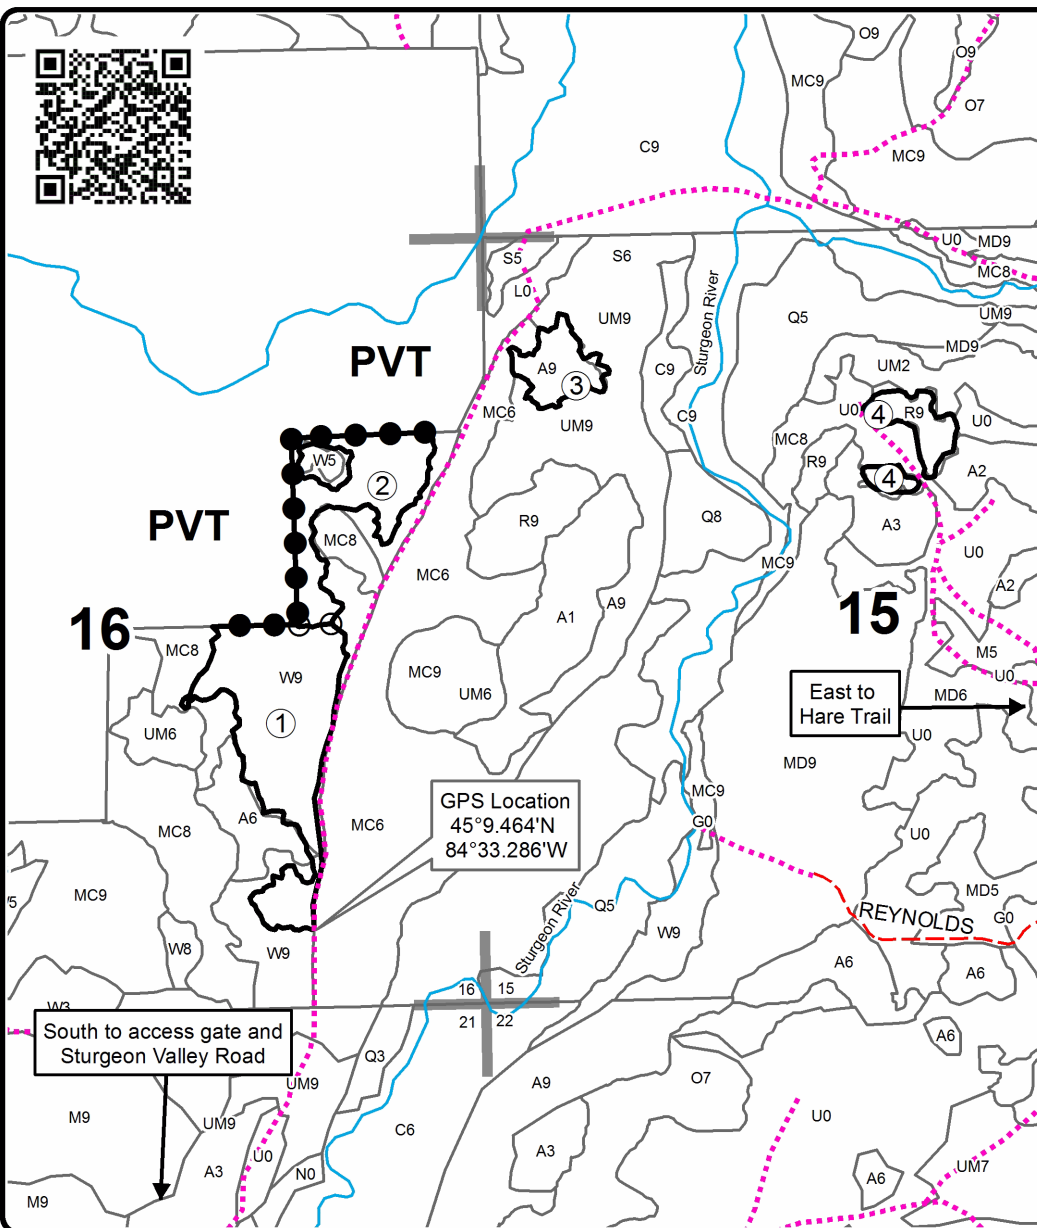 O9
O9
MC9
O7
C9
MC9
U0
MD9
S5
S6
MC8
L0
Sturgeon River
UM9
Q5
UM9
MD9
PVT
A9
3
C9
UM2
MC6
C9
U0
4
R9
U0
UM9
MC8
W5
2
R9
4
A2
PVT
R9
Q8
A3
MC8
MC9
U0
MC6
A2
16
A1
A9
15
MC8
M5
W9
MC9
UM6
East to
Hare Trail
U0
MD6
1
UM6
U0
MD9
GPS Location
45°9.464'N
84°33.286'W
MC9
A6
MC6
G0
MC8
U0
MC9
/5
MD5
Q5
REYNOLDS
G0
Sturgeon River
W9
W8
W9
A6
A6
16
15
W3
21
22
South to access gate and
Sturgeon Valley Road
A6
Q3
UM9
A9
O7
M9
UM9
C6
U0
A3
U0
A3
UM7
N0
A6
M9